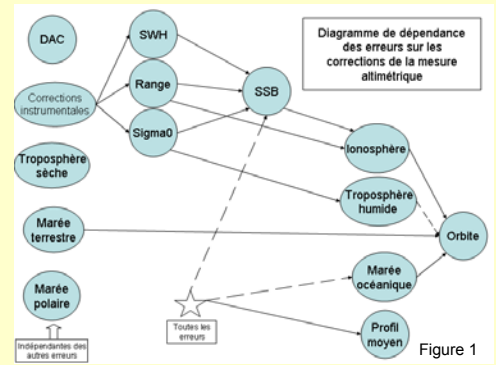 Diagramme de dépendance
des erreurs sur les
corrections de la mesure
altimétrique
DAC
SWH
Corrections
instrumentales
Range
SSB
Sigma0
Ionosphère
Troposphère
sèche
Troposphère
humide
Marée
terrestre
Orbite
Marée
océanique
Marée
polaire
Toutes les
erreurs
Profil
moyen
Indépendantes des
autres erreurs
Figure 1